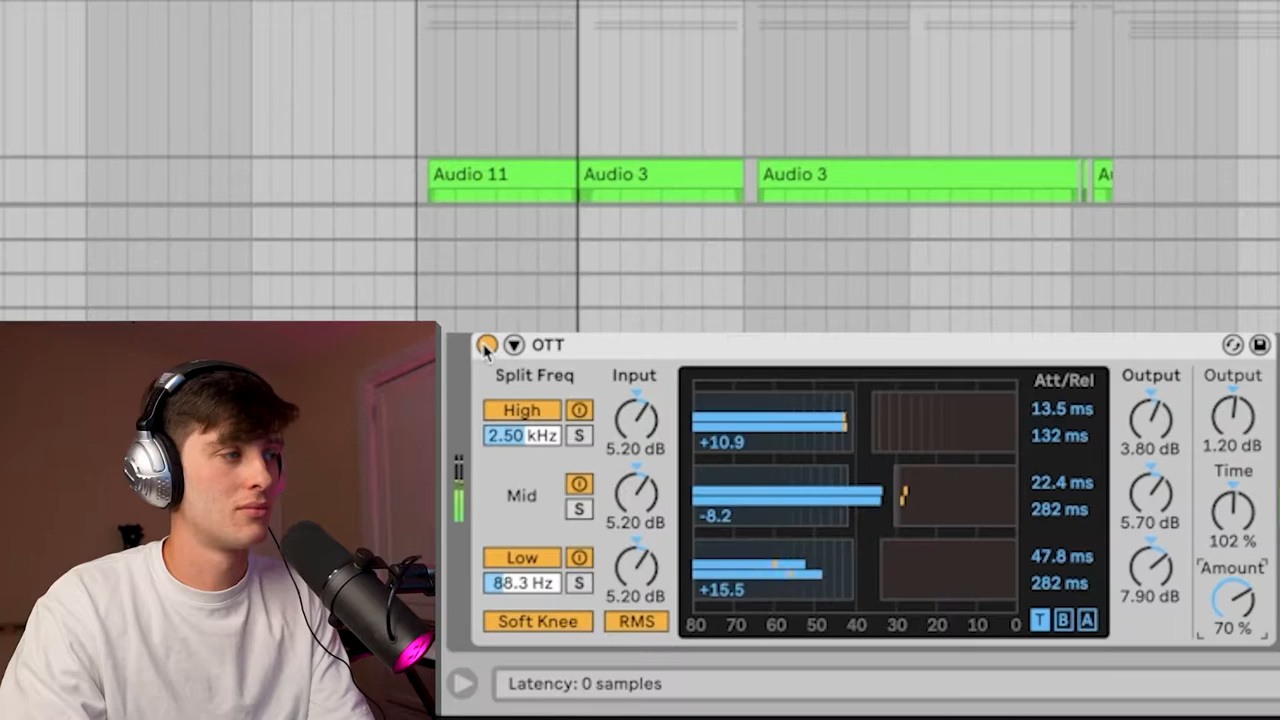 Audio 11
Audio 3
Audio 3
OTT
Split Freq
Input
Att/Rel
Output
Output
High
2.50 kHz
S
5.20 dB
+10.9
13.5 ms
132 ms
3.80 dB
1.20 dB
Mid
S
5.20 dB
-8.2
22.4 ms
282 ms
5.70 dB
Time
102 %
Low
88.3 Hz
S
5.20 dB
+15.5
47.8 ms
282 ms
7.90 dB
Amount
70 %
Soft Knee
RMS
80 70 60 50 40 30 20 10 0
T B A
Latency: 0 samples